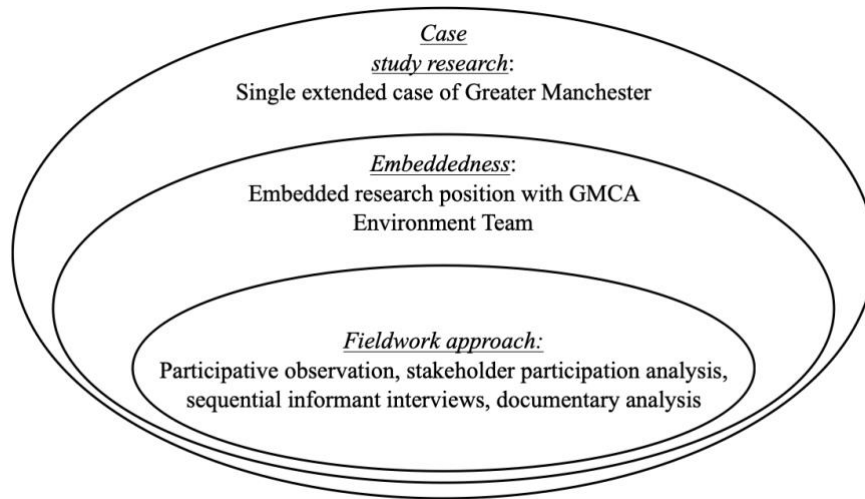 Case
study research:
Single extended case of Greater Manchester
Embeddedness:
Embedded research position with GMCA
Environment Team
Fieldwork approach:
Participative observation, stakeholder participation analysis,
sequential informant interviews, documentary analysis